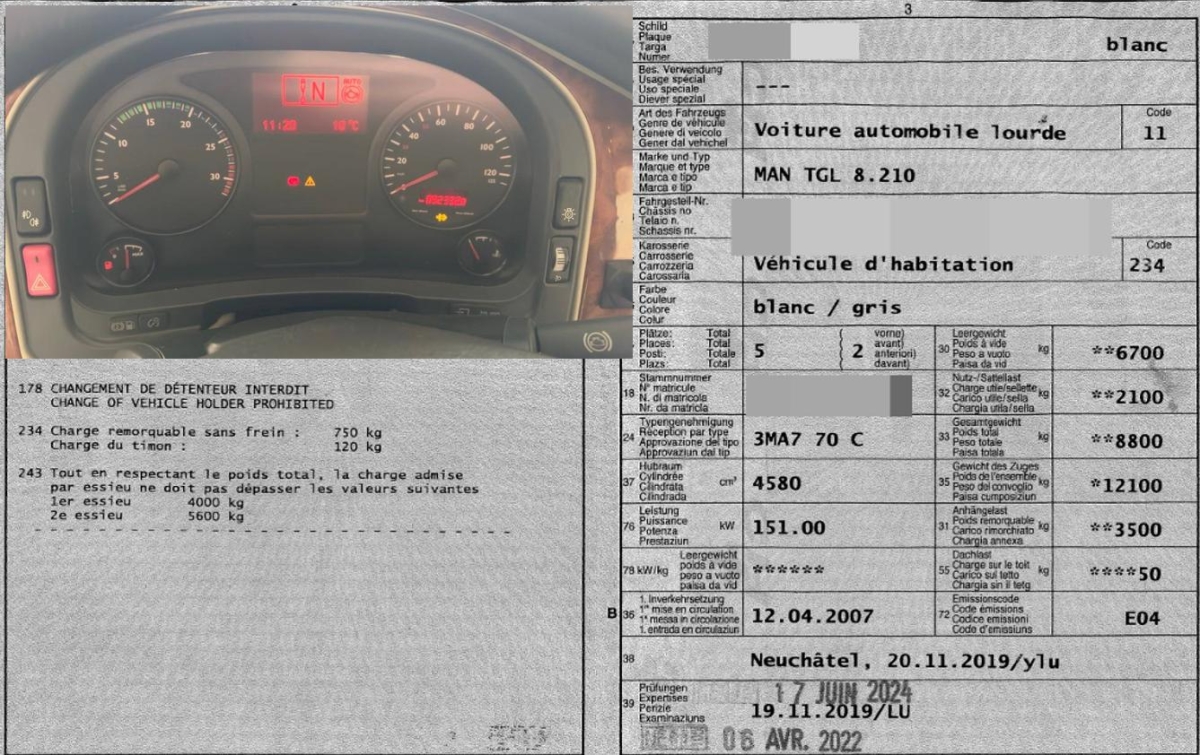 3
Schild
Plaque
Targa
Numer
blanc
Bes. Verwendung
Usage spécial
Uso speciale
Diever spezial
---
Art des Fahrzeugs
Genre de véhicule
Genere di veicolo
Gener dal vehichel
Voiture automobile lourde
Code
11
Marke und Typ
Marque et type
Marca e tipo
Marca e tip
MAN TGL 8.210
Fahrgestell-Nr.
Châssis no
Telaio n.
Schassis nr.
Karosserie
Carrosserie
Carrozzeria
Carossaria
Véhicule d'habitation
Code
234
Farbe
Couleur
Colore
Colur
blanc / gris
Plätze: Total
Places: Total
Posti: Totale
Plazs: Total
5
( vorne)
( 2 avant)
( anteriori)
( davant)
30 Leergewicht
Poids à vide kg
Peso a vuoto
Paisa da vid
**6700
18 Stammnummer
N° matricule
N. di matricola
Nr. da matricla
32 Nutz-/Sattellast
Charge utile/sellette kg
Carico utile/sella
Chargia utila/sella
**2100
24 Typengenehmigung
Réception par type
Approvazione del tipo
Approvaziun dal tip
3MA7 70 C
33 Gesamtgewicht
Poids total kg
Peso totale
Paisa totala
**8800
37 Hubraum
Cylindrée cm³
Cilindrata
Cilindrada
4580
35 Gewicht des Zuges
Poids de l'ensemble kg
Peso del convoglio
Paisa cumposiziun
*12100
76 Leistung
Puissance kW
Potenza
Prestaziun
151.00
31 Anhängelast
Poids remorquable kg
Carico rimorchiato
Chargia annexa
**3500
78 kW/kg Leergewicht
poids à vide
peso a vuoto
paisa da vid
******
55 Dachlast
Charge sur le toit kg
Carico sul tetto
Chargia sin il tetg
****50
B 36 1. Inverkehrsetzung
1re mise en circulation
1a messa in circolazione
1. entrada en circulaziun
12.04.2007
72 Emissionscode
Code émissions
Codice emissioni
Code d'emissiuns
E04
38
Neuchâtel, 20.11.2019/ylu
39 Prüfungen
Expertises
Perizie
Examinaziuns
17 JUIN 2024
19.11.2019/LU
06 AVR. 2022
178 CHANGEMENT DE DÉTENTEUR INTERDIT
CHANGE OF VEHICLE HOLDER PROHIBITED
234 Charge remorquable sans frein : 750 kg
Charge du timon : 120 kg
243 Tout en respectant le poids total, la charge admise
par essieu ne doit pas dépasser les valeurs suivantes
1er essieu 4000 kg
2e essieu 5600 kg
N
AUTO
11:20 10°C
5 15 20 25 30
20 40 60 80 100 120